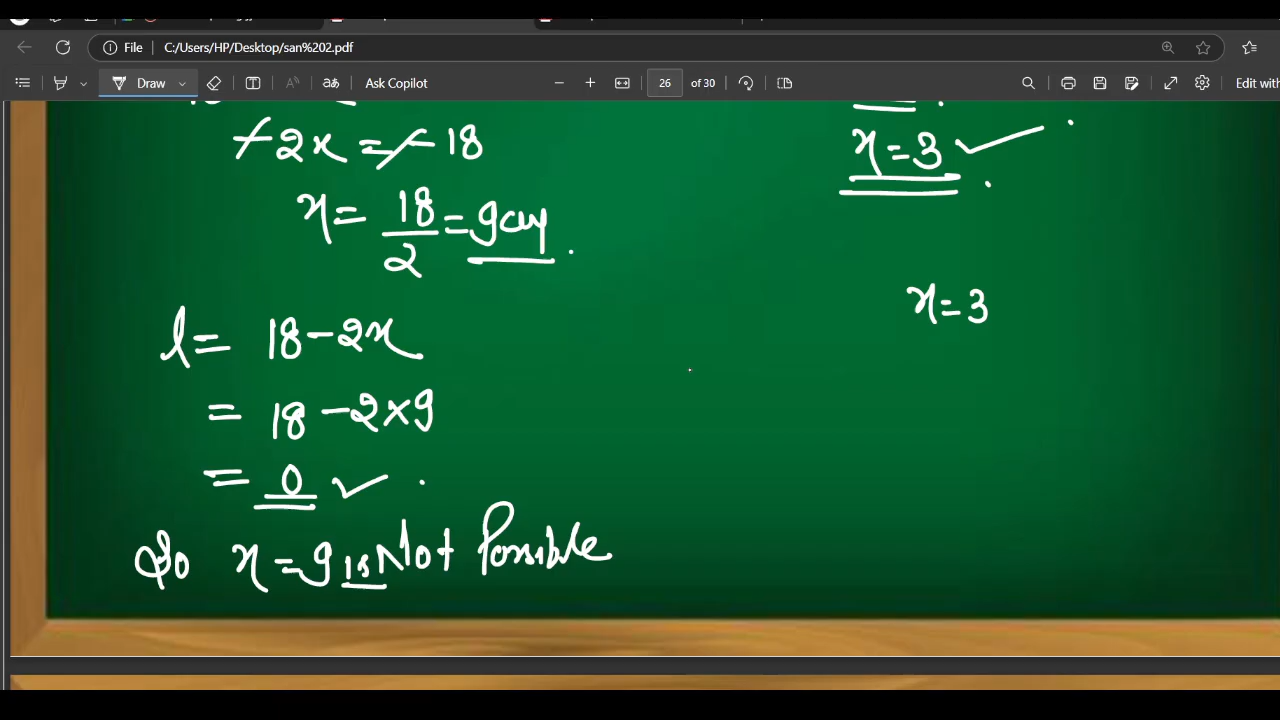 File | C:/Users/HP/Desktop/san%202.pdf
Draw Ask Copilot 26 of 30 Edit with
-2x = -18
x = 18/2 = 9cm
l = 18 - 2x
= 18 - 2×9
= 0 ✓
So x = 9 is Not Possible
x = 3 ✓
x = 3